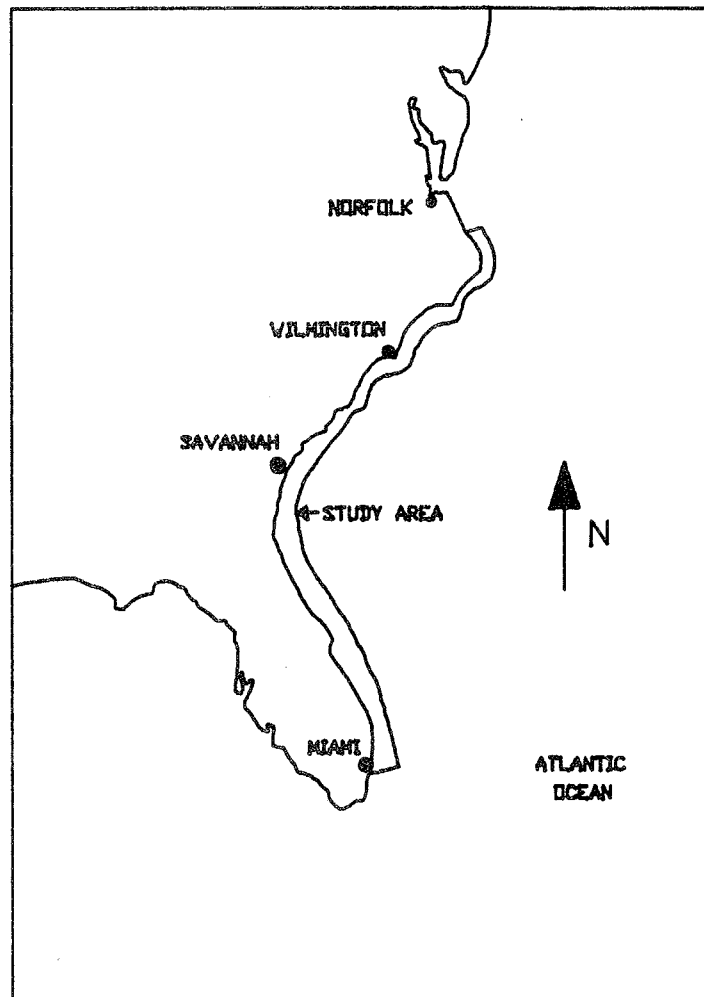 NORFOLK
WILMINGTON
SAVANNAH
STUDY AREA
N
MIAMI
ATLANTIC
OCEAN